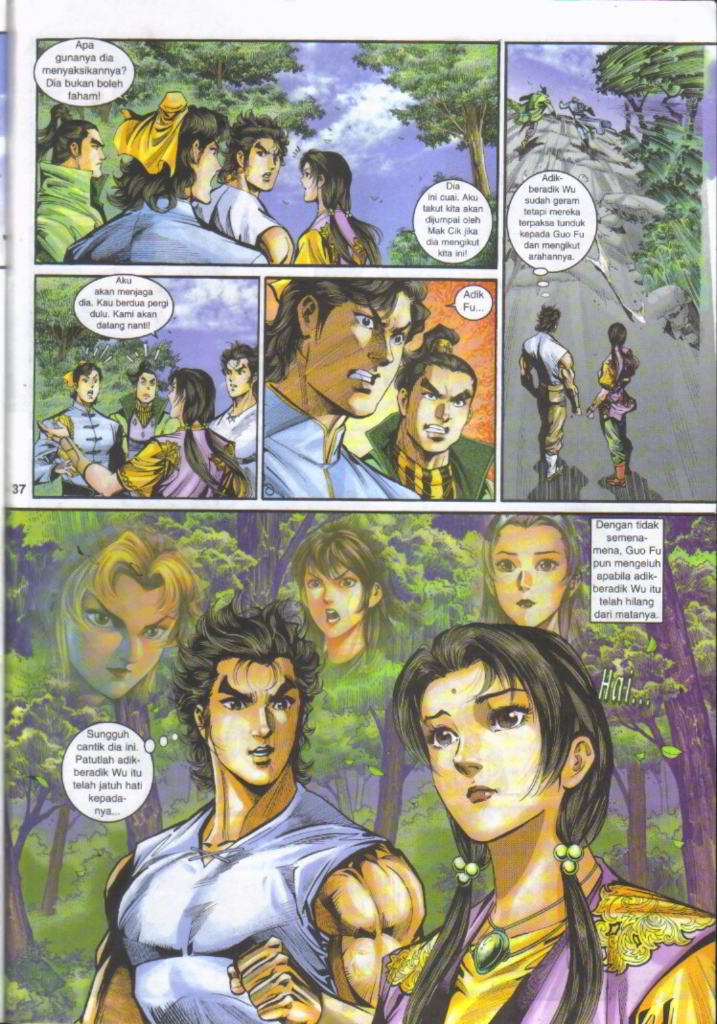 Apa
gunanya dia
menyaksikannya?
Dia bukan boleh
faham!
Dia
ini cuai. Aku
takut kita akan
dijumpai oleh
Mak Cik jika
dia mengikut
kita ini!
Adik-
beradik Wu
sudah geram
tetapi mereka
terpaksa tunduk
kepada Guo Fu
dan mengikut
arahannya.
Aku
akan menjaga
dia. Kau berdua pergi
dulu. Kami akan
datang nanti!
Adik
Fu...
37
Dengan tidak
semena-
mena, Guo Fu
pun mengeluh
apabila adik-
beradik Wu itu
telah hilang
dari matanya.
Hai...
Sungguh
cantik dia ini.
Patutlah adik-
beradik Wu itu
telah jatuh hati
kepada-
nya...